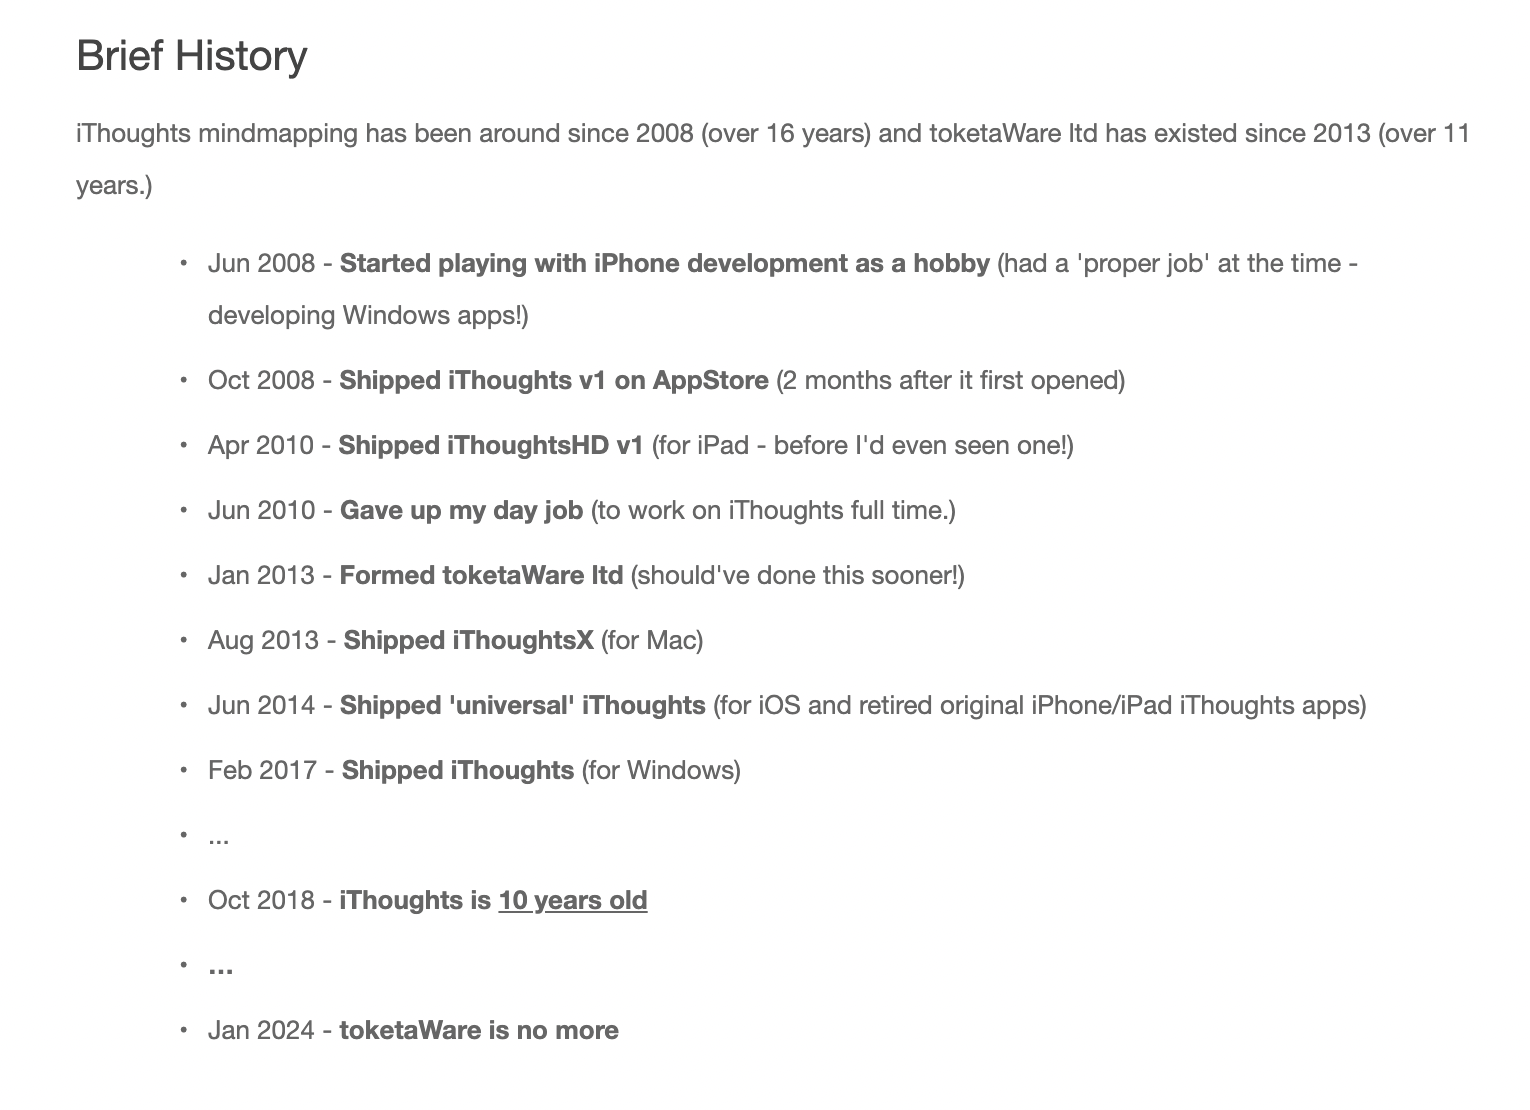 Brief History
iThoughts mindmapping has been around since 2008 (over 16 years) and toketaWare ltd has existed since 2013 (over 11
years.)
• Jun 2008 - Started playing with iPhone development as a hobby (had a 'proper job' at the time -
developing Windows apps!)
• Oct 2008 - Shipped iThoughts v1 on AppStore (2 months after it first opened)
• Apr 2010 - Shipped iThoughtsHD v1 (for iPad - before I'd even seen one!)
• Jun 2010 - Gave up my day job (to work on iThoughts full time.)
• Jan 2013 - Formed toketaWare ltd (should've done this sooner!)
• Aug 2013 - Shipped iThoughtsX (for Mac)
• Jun 2014 - Shipped 'universal' iThoughts (for iOS and retired original iPhone/iPad iThoughts apps)
• Feb 2017 - Shipped iThoughts (for Windows)
• ...
• Oct 2018 - iThoughts is 10 years old
• ...
• Jan 2024 - toketaWare is no more